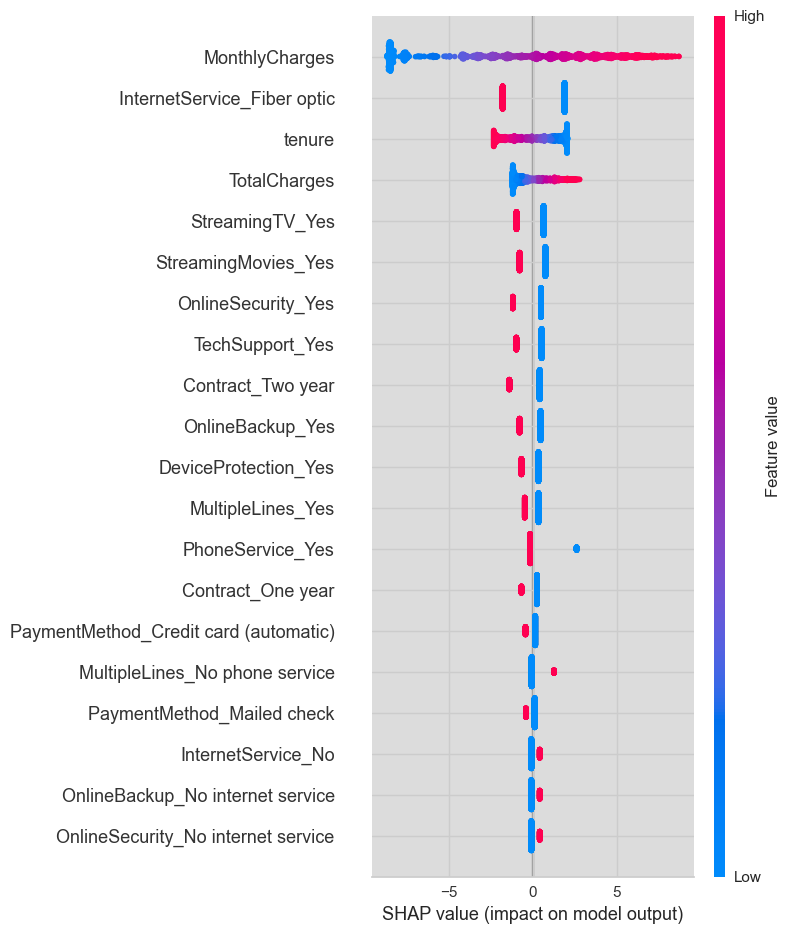 High
MonthlyCharges
InternetService_Fiber optic
tenure
TotalCharges
StreamingTV_Yes
StreamingMovies_Yes
OnlineSecurity_Yes
TechSupport_Yes
Contract_Two year
OnlineBackup_Yes
DeviceProtection_Yes
MultipleLines_Yes
PhoneService_Yes
Contract_One year
PaymentMethod_Credit card (automatic)
MultipleLines_No phone service
PaymentMethod_Mailed check
InternetService_No
OnlineBackup_No internet service
OnlineSecurity_No internet service
Feature value
Low
−5 0 5
SHAP value (impact on model output)